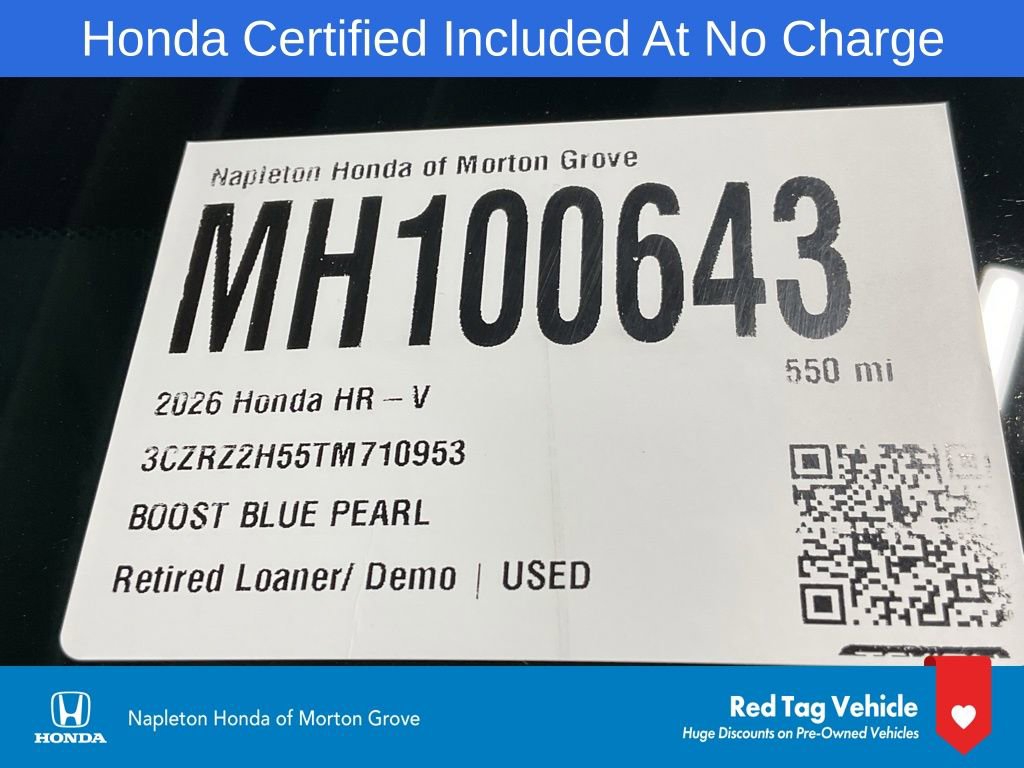 Honda Certified Included At No Charge
Napleton Honda of Morton Grove
MH100643
550 mi
2026 Honda HR – V
3CZRZ2H55TM710953
BOOST BLUE PEARL
Retired Loaner/ Demo | USED
HONDA
Napleton Honda of Morton Grove
Red Tag Vehicle
Huge Discounts on Pre-Owned Vehicles